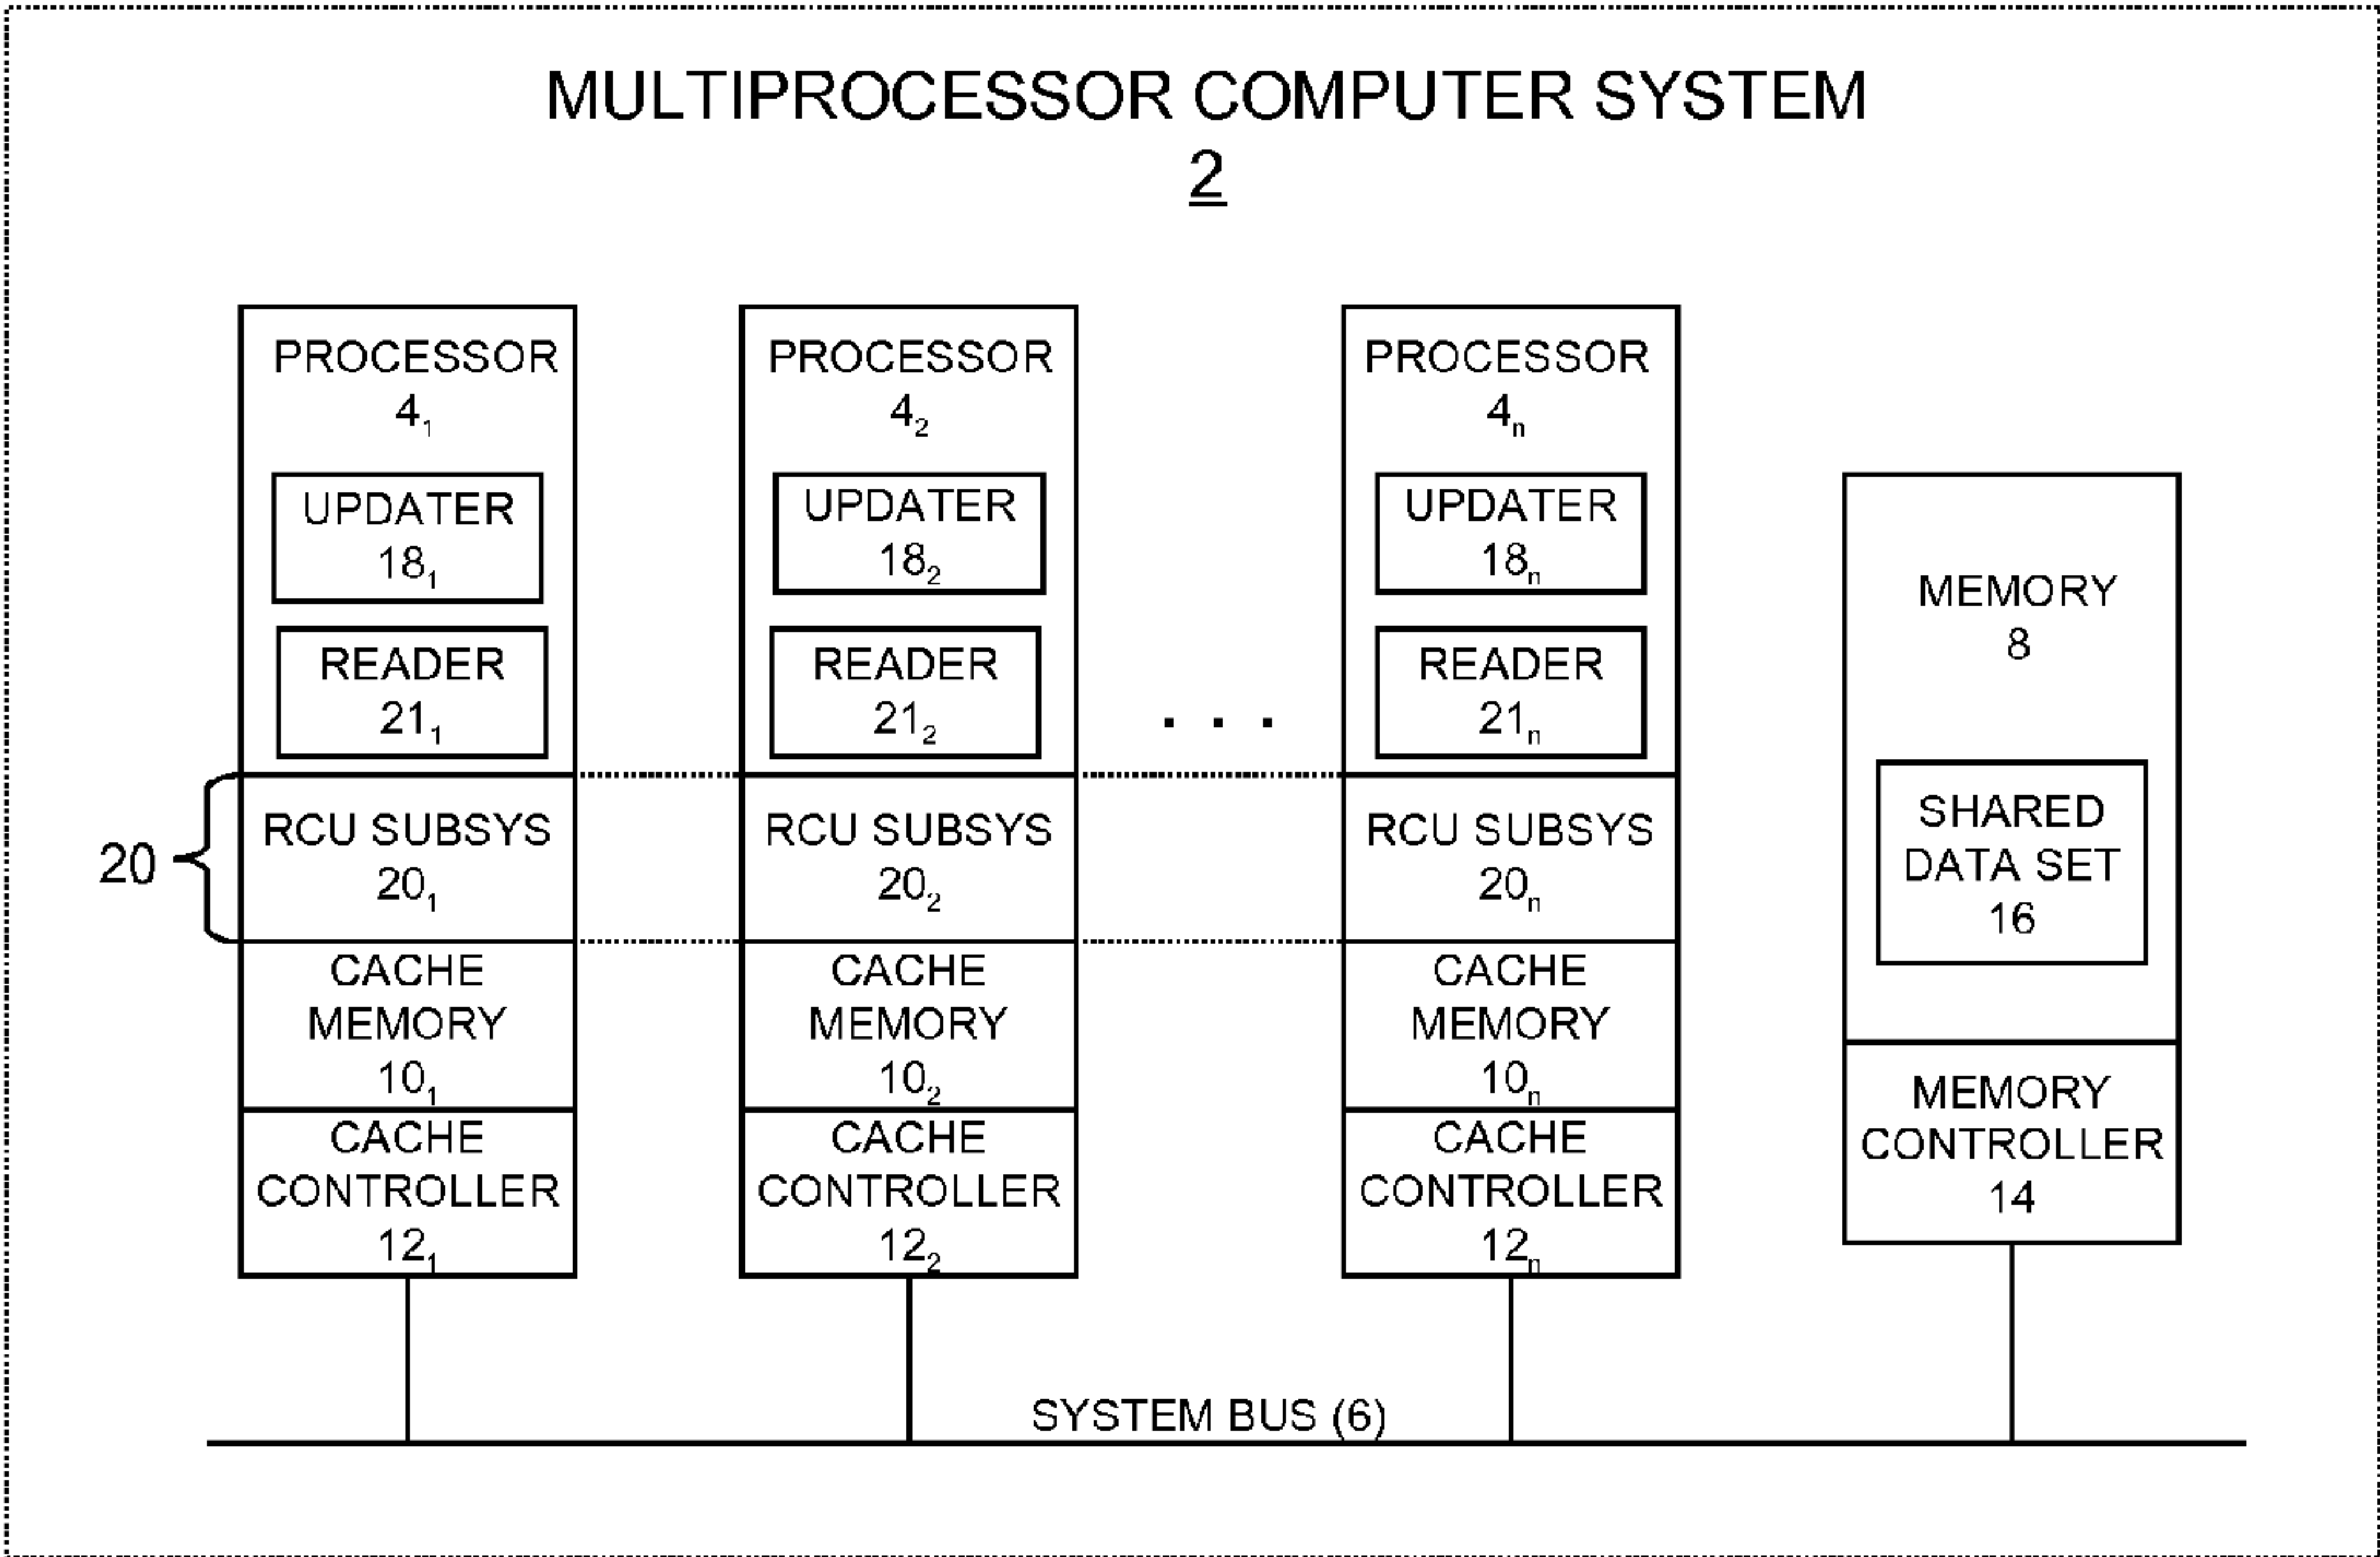 MULTIPROCESSOR COMPUTER SYSTEM
2
PROCESSOR
4₁
UPDATER
18₁
READER
21₁
RCU SUBSYS
20₁
CACHE
MEMORY
10₁
CACHE
CONTROLLER
12₁
20
PROCESSOR
4₂
UPDATER
18₂
READER
21₂
RCU SUBSYS
20₂
CACHE
MEMORY
10₂
CACHE
CONTROLLER
12₂
. . .
PROCESSOR
4ₙ
UPDATER
18ₙ
READER
21ₙ
RCU SUBSYS
20ₙ
CACHE
MEMORY
10ₙ
CACHE
CONTROLLER
12ₙ
MEMORY
8
SHARED
DATA SET
16
MEMORY
CONTROLLER
14
SYSTEM BUS (6)